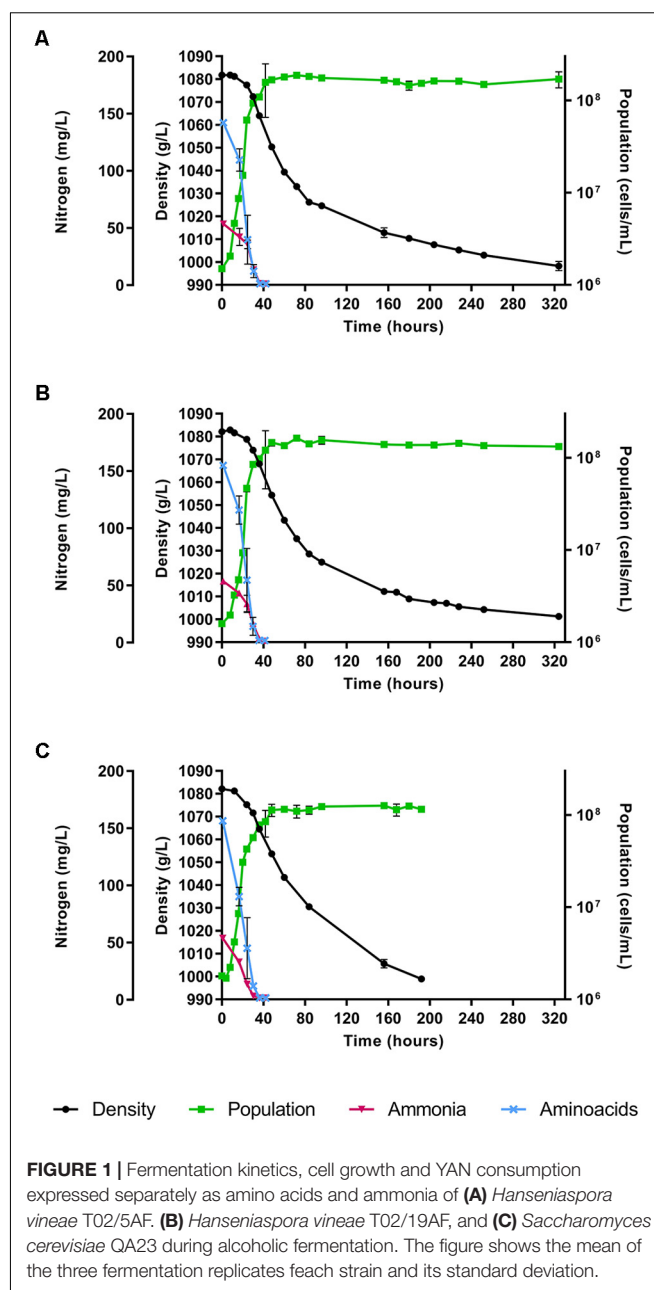 A
Nitrogen (mg/L)
200
150
100
50
0
Density (g/L)
1090
1080
1070
1060
1050
1040
1030
1020
1010
1000
990
Population (cells/mL)
10⁸
10⁷
10⁶
0 40 80 120 160 200 240 280 320
Time (hours)
B
Nitrogen (mg/L)
200
150
100
50
0
Density (g/L)
1090
1080
1070
1060
1050
1040
1030
1020
1010
1000
990
Population (cells/mL)
10⁸
10⁷
10⁶
0 40 80 120 160 200 240 280 320
Time (hours)
C
Nitrogen (mg/L)
200
150
100
50
0
Density (g/L)
1090
1080
1070
1060
1050
1040
1030
1020
1010
1000
990
Population (cells/mL)
10⁸
10⁷
10⁶
0 40 80 120 160 200 240 280 320
Time (hours)
Density Population Ammonia Aminoacids
FIGURE 1 | Fermentation kinetics, cell growth and YAN consumption
expressed separately as amino acids and ammonia of (A) Hanseniaspora
vineae T02/5AF. (B) Hanseniaspora vineae T02/19AF, and (C) Saccharomyces
cerevisiae QA23 during alcoholic fermentation. The figure shows the mean of
the three fermentation replicates feach strain and its standard deviation.